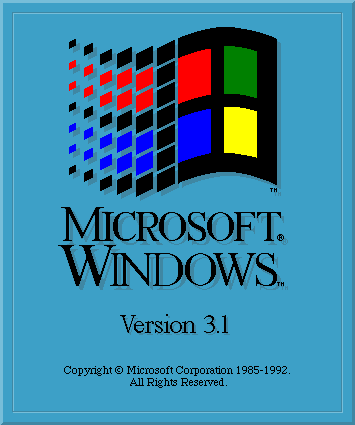 TM
MICROSOFT®
WINDOWS™
Version 3.1
Copyright © Microsoft Corporation 1985-1992.
All Rights Reserved.